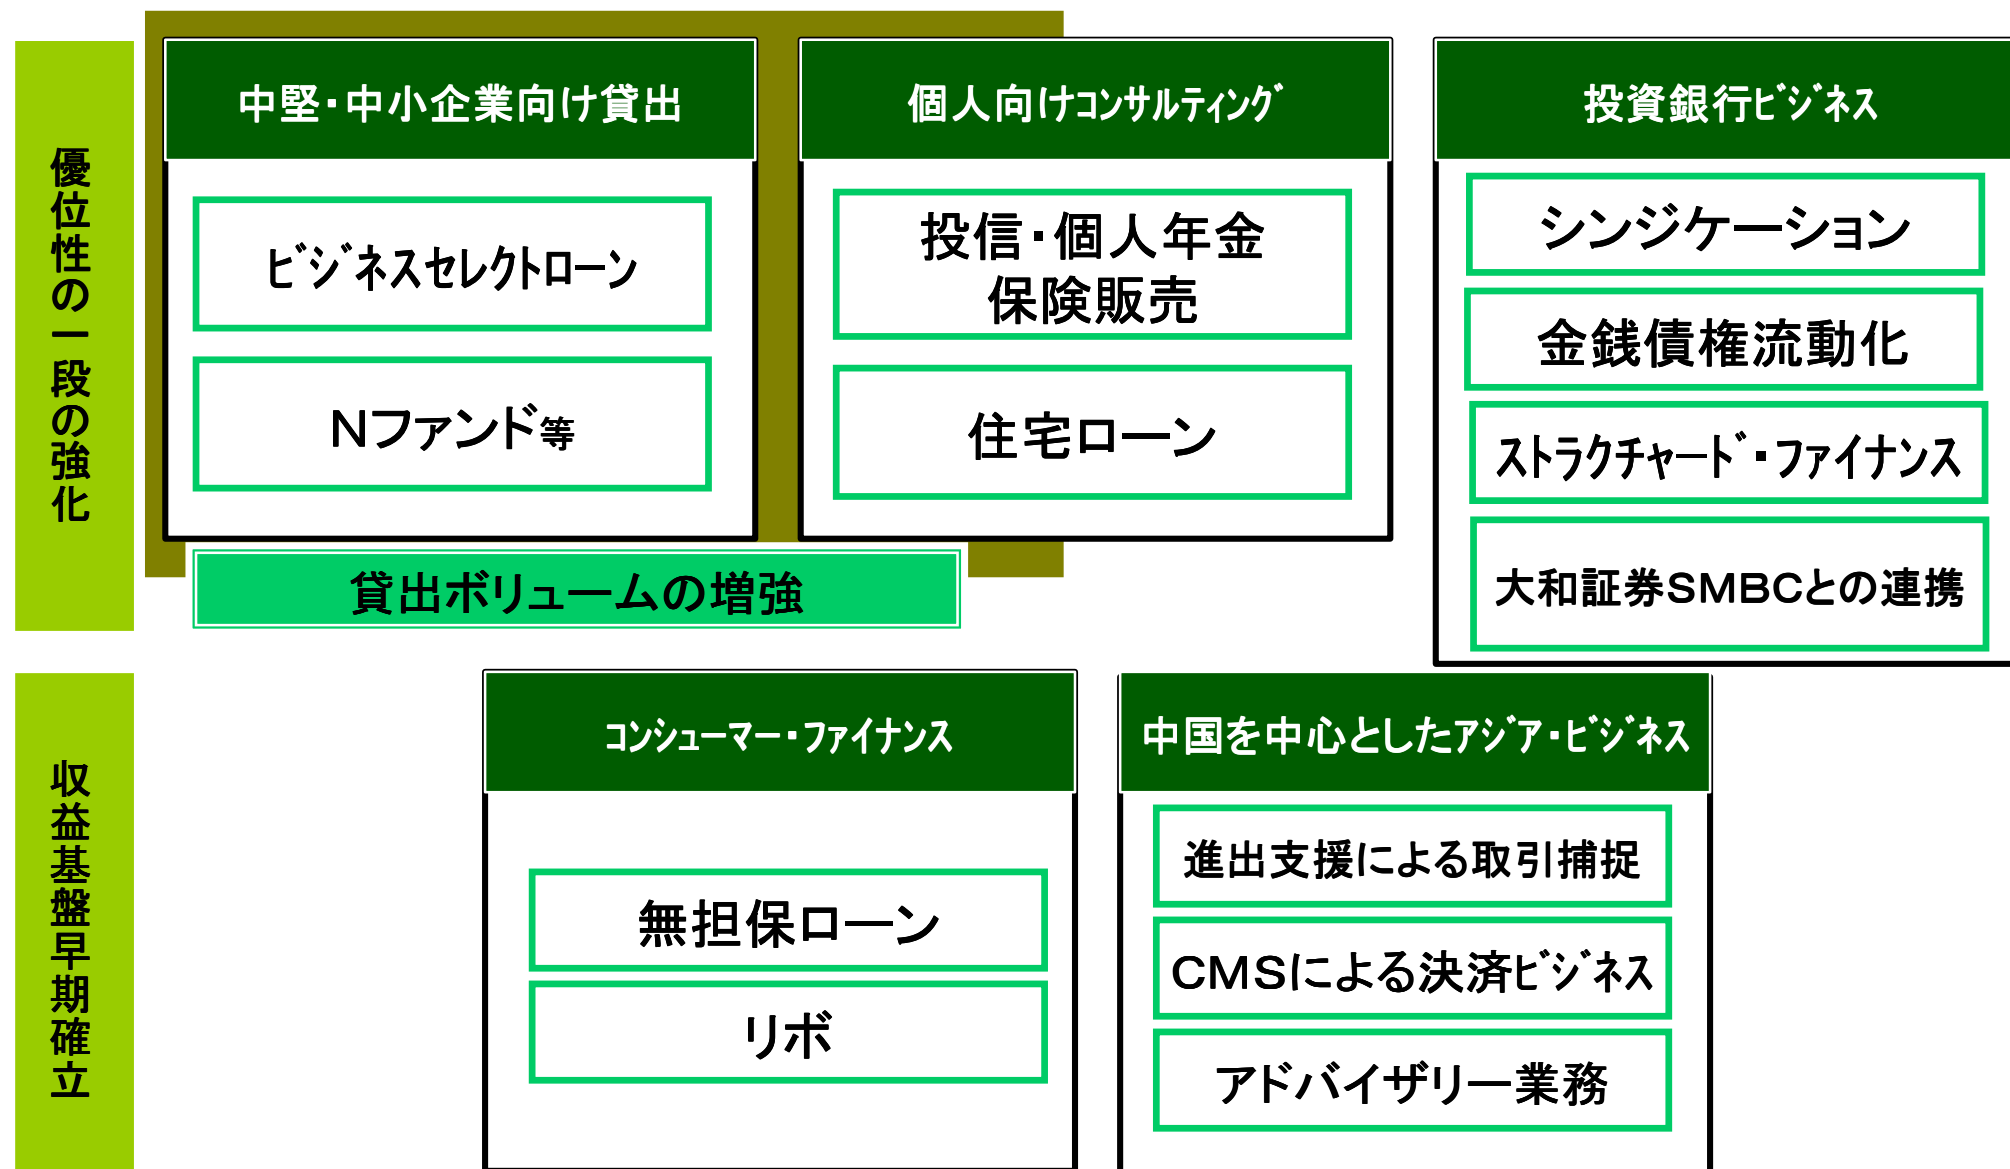 優位性の一段の強化
中堅・中小企業向け貸出
ﾋﾞｼﾞﾈｽｾﾚｸﾄﾛｰﾝ
Nファンド等
個人向けｺﾝｻﾙﾃｨﾝｸﾞ
投信・個人年金
保険販売
住宅ローン
貸出ボリュームの増強
投資銀行ﾋﾞｼﾞﾈｽ
シンジケーション
金銭債権流動化
ｽﾄﾗｸﾁｬｰﾄﾞ・ﾌｧｲﾅﾝｽ
大和証券SMBCとの連携
収益基盤早期確立
ｺﾝｼｭｰﾏｰ・ﾌｧｲﾅﾝｽ
無担保ローン
リボ
中国を中心としたｱｼﾞｱ・ﾋﾞｼﾞﾈｽ
進出支援による取引捕捉
CMSによる決済ﾋﾞｼﾞﾈｽ
アドバイザリー業務